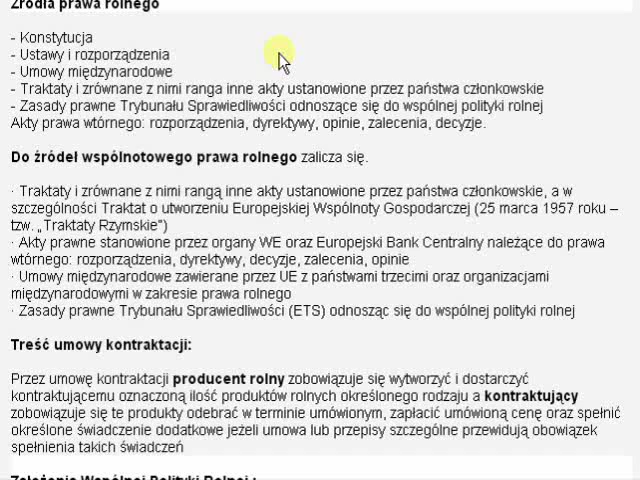 Źródła prawa rolnego
- Konstytucja
- Ustawy i rozporządzenia
- Umowy międzynarodowe
- Traktaty i zrównane z nimi ranga inne akty ustanowione przez państwa członkowskie
- Zasady prawne Trybunału Sprawiedliwości odnoszące się do wspólnej polityki rolnej
Akty prawa wtórnego: rozporządzenia, dyrektywy, opinie, zalecenia, decyzje.
Do źródeł wspólnotowego prawa rolnego zalicza się.
· Traktaty i zrównane z nimi rangą inne akty ustanowione przez państwa członkowskie, a w
szczególności Traktat o utworzeniu Europejskiej Wspólnoty Gospodarczej (25 marca 1957 roku –
tzw. „Traktaty Rzymskie")
· Akty prawne stanowione przez organy WE oraz Europejski Bank Centralny należące do prawa
wtórnego: rozporządzenia, dyrektywy, decyzje, zalecenia, opinie
· Umowy międzynarodowe zawierane przez UE z państwami trzecimi oraz organizacjami
międzynarodowymi w zakresie prawa rolnego
· Zasady prawne Trybunału Sprawiedliwości (ETS) odnosząc się do wspólnej polityki rolnej
Treść umowy kontraktacji:
Przez umowę kontraktacji producent rolny zobowiązuje się wytworzyć i dostarczyć
kontraktującemu oznaczoną ilość produktów rolnych określonego rodzaju a kontraktujący
zobowiązuje się te produkty odebrać w terminie umówionym, zapłacić umówioną cenę oraz spełnić
określone świadczenie dodatkowe jeżeli umowa lub przepisy szczególne przewidują obowiązek
spełnienia takich świadczeń
Założenia Wspólnej Polityki Rolnej :